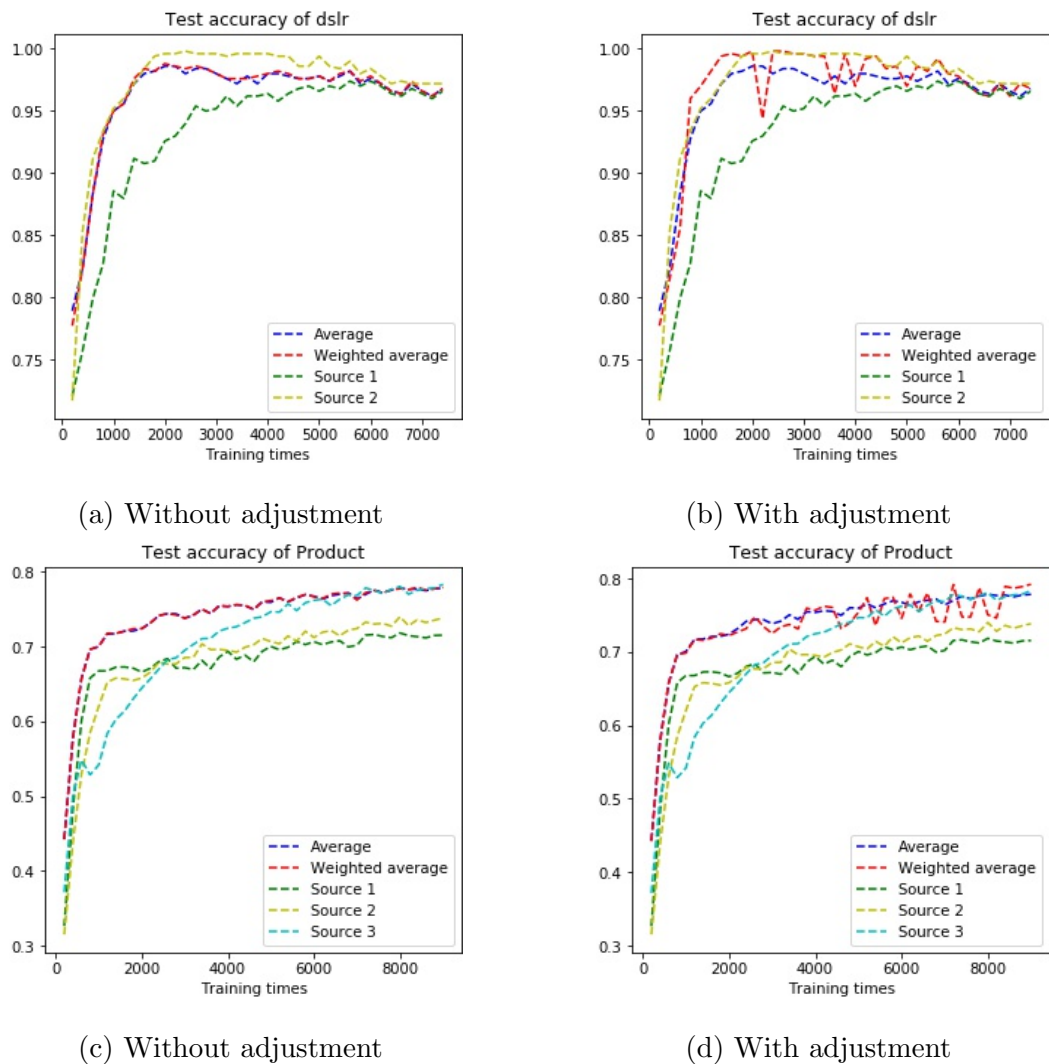 Test accuracy of dslr
1.00
0.95
0.90
0.85
0.80
0.75
Average
Weighted average
Source 1
Source 2
0 1000 2000 3000 4000 5000 6000 7000
Training times
(a) Without adjustment
Test accuracy of dslr
1.00
0.95
0.90
0.85
0.80
0.75
Average
Weighted average
Source 1
Source 2
0 1000 2000 3000 4000 5000 6000 7000
Training times
(b) With adjustment
Test accuracy of Product
0.8
0.7
0.6
0.5
0.4
0.3
Average
Weighted average
Source 1
Source 2
Source 3
0 2000 4000 6000 8000
Training times
(c) Without adjustment
Test accuracy of Product
0.8
0.7
0.6
0.5
0.4
0.3
Average
Weighted average
Source 1
Source 2
Source 3
0 2000 4000 6000 8000
Training times
(d) With adjustment